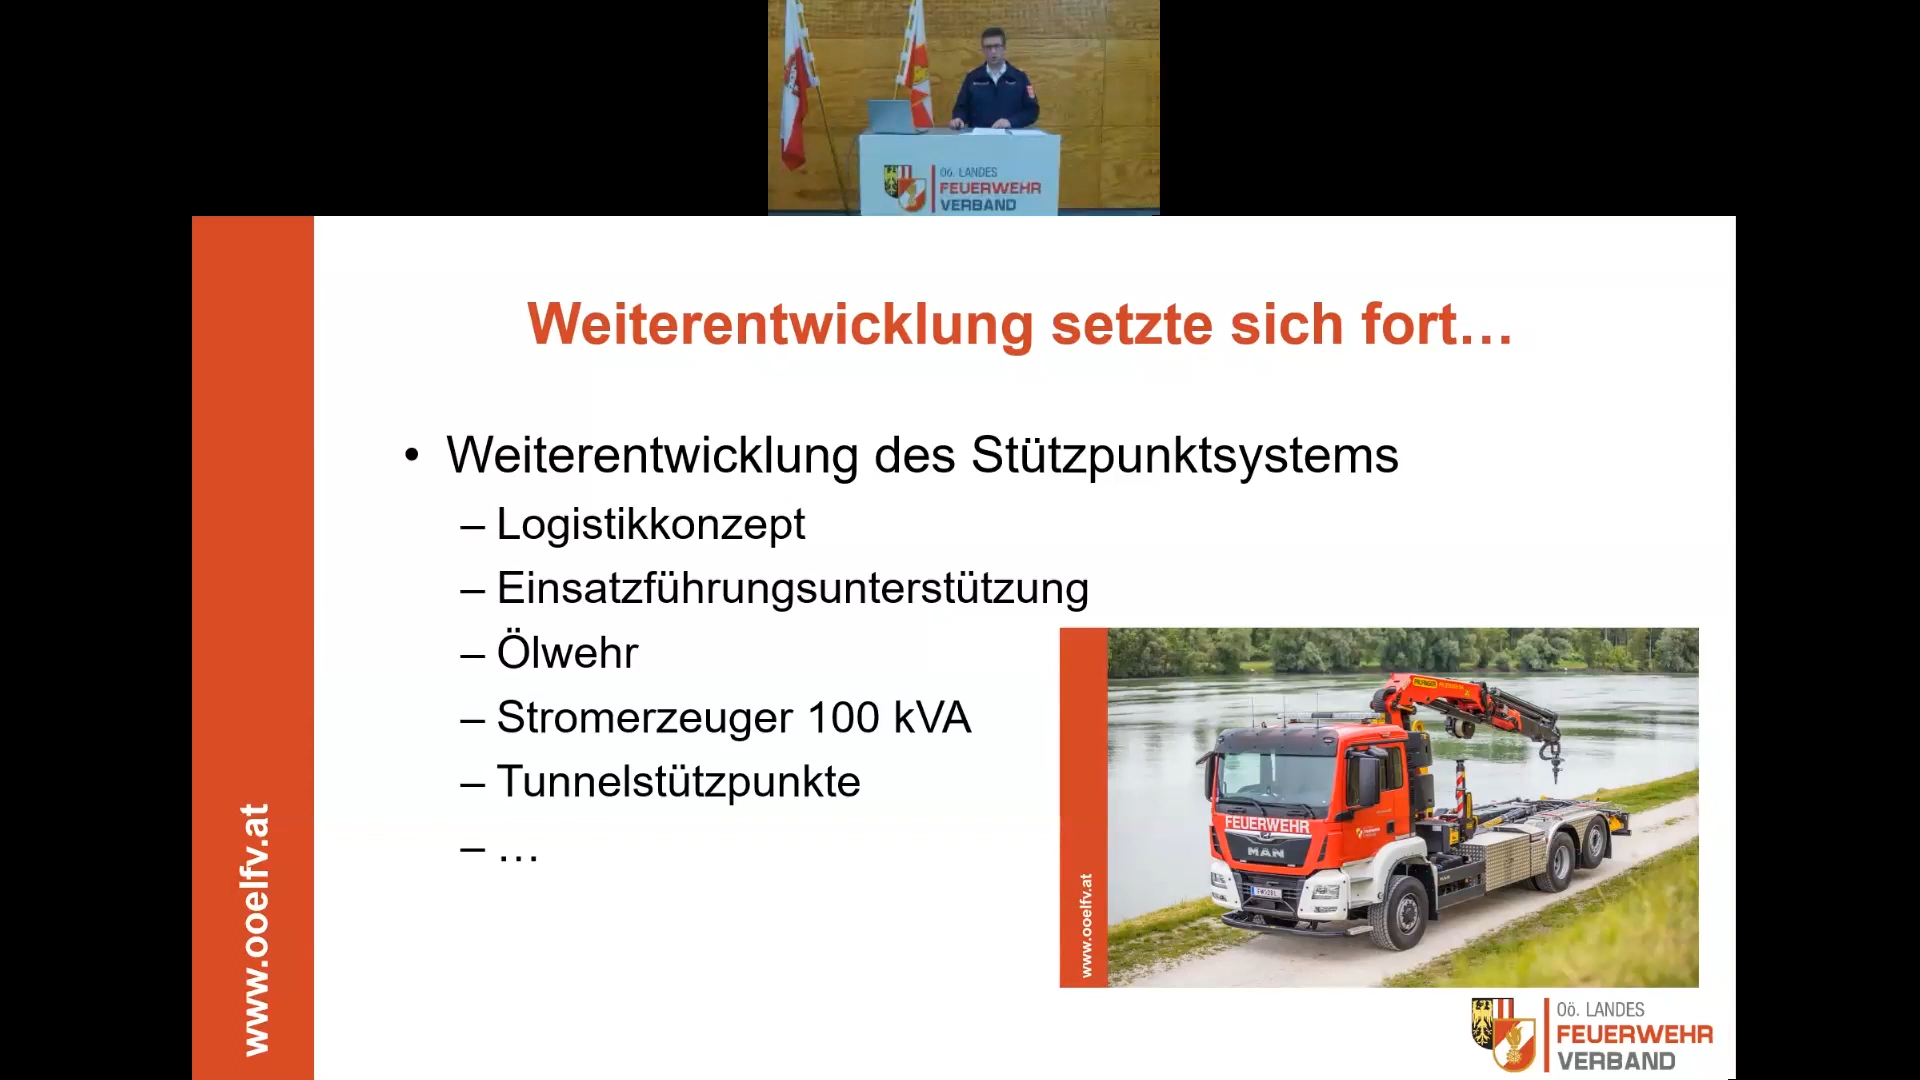 OÖ. LANDES
FEUERWEHR
VERBAND
Weiterentwicklung setzte sich fort…
• Weiterentwicklung des Stützpunktsystems
– Logistikkonzept
– Einsatzführungsunterstützung
– Ölwehr
– Stromerzeuger 100 kVA
– Tunnelstützpunkte
– …
www.ooelfv.at
PALFINGER
FEUERWEHR
MAN
www.ooelfv.at
OÖ. LANDES
FEUERWEHR
VERBAND